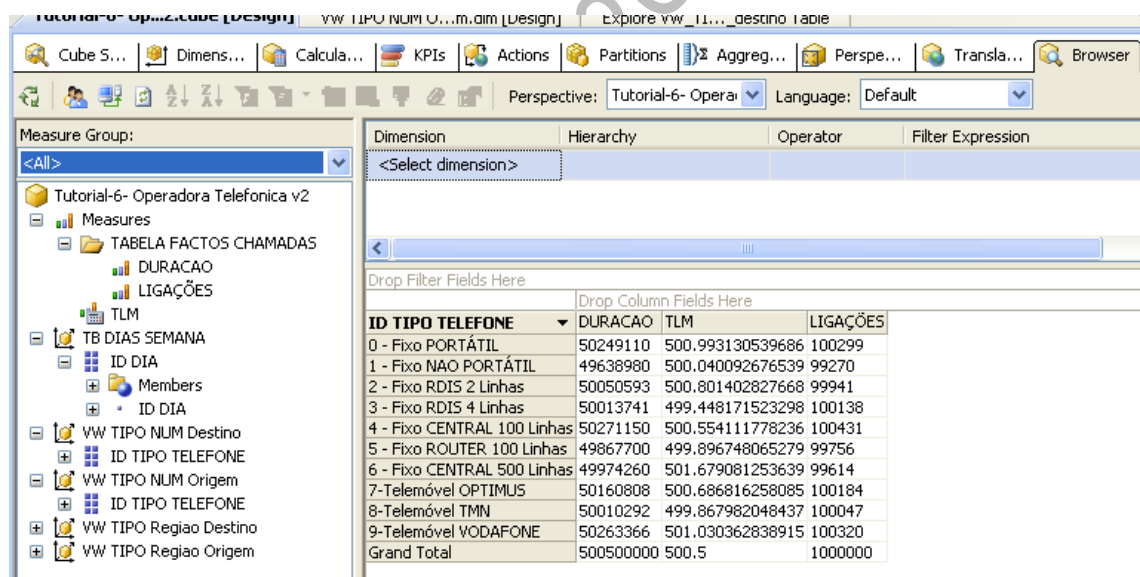 Tutorial-6- Op...2.cube [Design]
VW TIPO NUM O...m.dim [Design]
Explore VW_TI..._destino Table
Cube S...
Dimens...
Calcula...
KPIs
Actions
Partitions
Aggreg...
Perspe...
Transla...
Browser
Perspective: Tutorial-6- Opera Language: Default
Measure Group:
<All>
Tutorial-6- Operadora Telefonica v2
Measures
TABELA FACTOS CHAMADAS
DURACAO
LIGAÇÕES
TLM
TB DIAS SEMANA
ID DIA
Members
ID DIA
VW TIPO NUM Destino
ID TIPO TELEFONE
VW TIPO NUM Origem
ID TIPO TELEFONE
VW TIPO Regiao Destino
VW TIPO Regiao Origem
Dimension Hierarchy Operator Filter Expression
<Select dimension>
Drop Filter Fields Here
Drop Column Fields Here
ID TIPO TELEFONE DURACAO TLM LIGAÇÕES
0 - Fixo PORTÁTIL 50249110 500.993130539686 100299
1 - Fixo NAO PORTÁTIL 49638980 500.040092676539 99270
2 - Fixo RDIS 2 Linhas 50050593 500.801402827668 99941
3 - Fixo RDIS 4 Linhas 50013741 499.448171523298 100138
4 - Fixo CENTRAL 100 Linhas 50271150 500.554111778236 100431
5 - Fixo ROUTER 100 Linhas 49867700 499.896748065279 99756
6 - Fixo CENTRAL 500 Linhas 49974260 501.679081253639 99614
7-Telemóvel OPTIMUS 50160808 500.686816258085 100184
8-Telemóvel TMN 50010292 499.867982048437 100047
9-Telemóvel VODAFONE 50263366 501.030362838915 100320
Grand Total 500500000 500.5 1000000